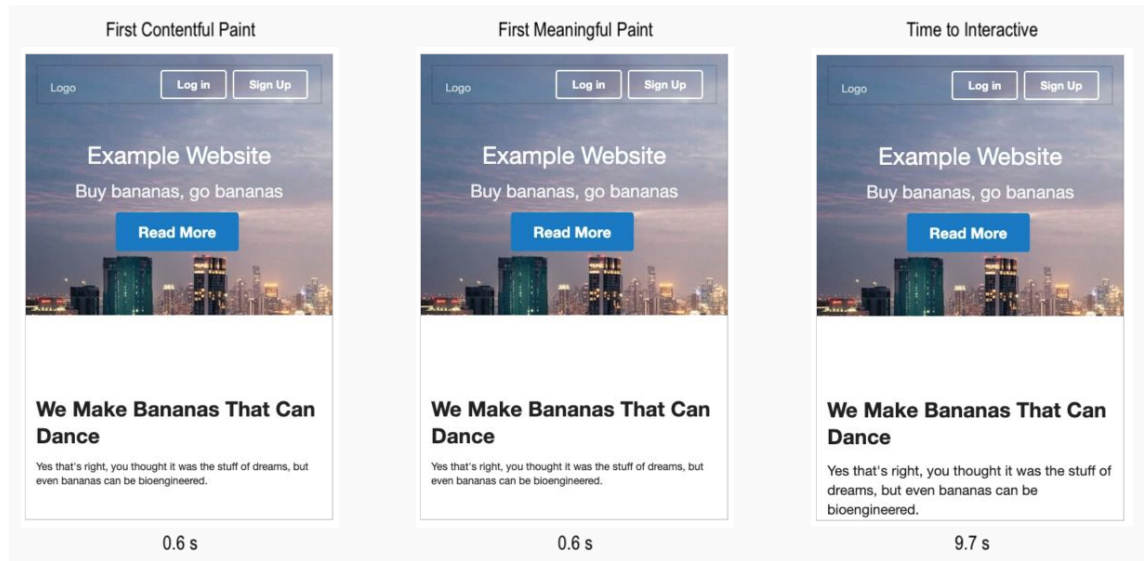 First Contentful Paint
Logo
Log in
Sign Up
Example Website
Buy bananas, go bananas
Read More
We Make Bananas That Can
Dance
Yes that's right, you thought it was the stuff of dreams, but
even bananas can be bioengineered.
0.6 s
First Meaningful Paint
Logo
Log in
Sign Up
Example Website
Buy bananas, go bananas
Read More
We Make Bananas That Can
Dance
Yes that's right, you thought it was the stuff of dreams, but
even bananas can be bioengineered.
0.6 s
Time to Interactive
Logo
Log in
Sign Up
Example Website
Buy bananas, go bananas
Read More
We Make Bananas That Can
Dance
Yes that's right, you thought it was the stuff of
dreams, but even bananas can be
bioengineered.
9.7 s